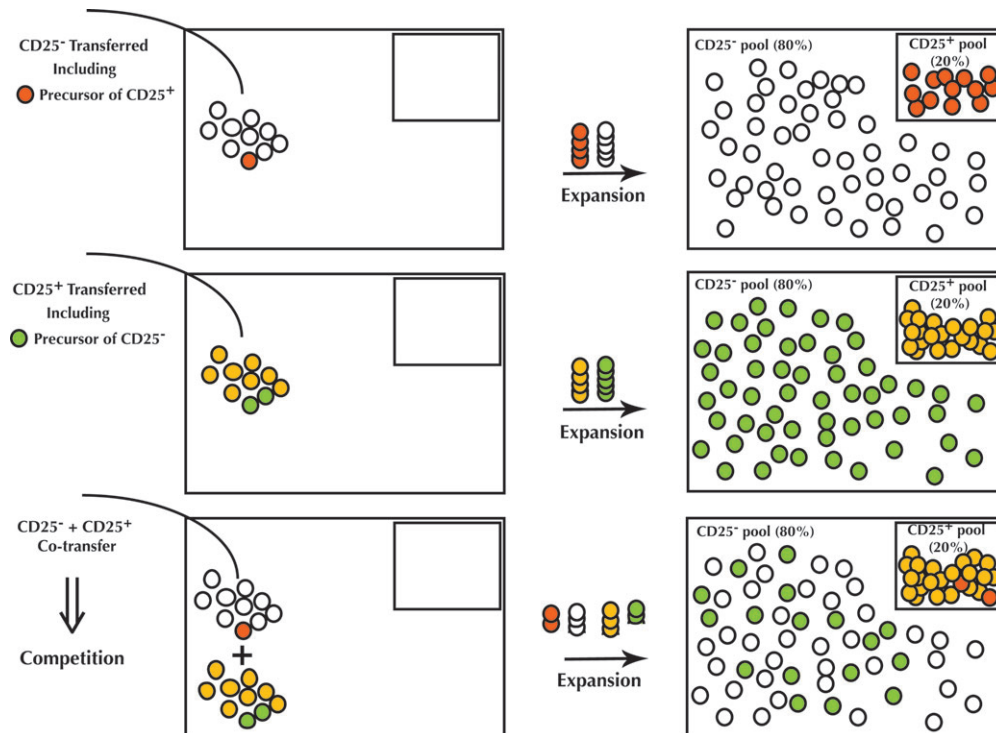 CD25⁻ Transferred
Including
Precursor of CD25⁺
Expansion
CD25⁻ pool (80%)
CD25⁺ pool
(20%)
CD25⁺ Transferred
Including
Precursor of CD25⁻
Expansion
CD25⁻ pool (80%)
CD25⁺ pool
(20%)
CD25⁻ + CD25⁺
Co-transfer
Competition
+
Expansion
CD25⁻ pool (80%)
CD25⁺ pool
(20%)